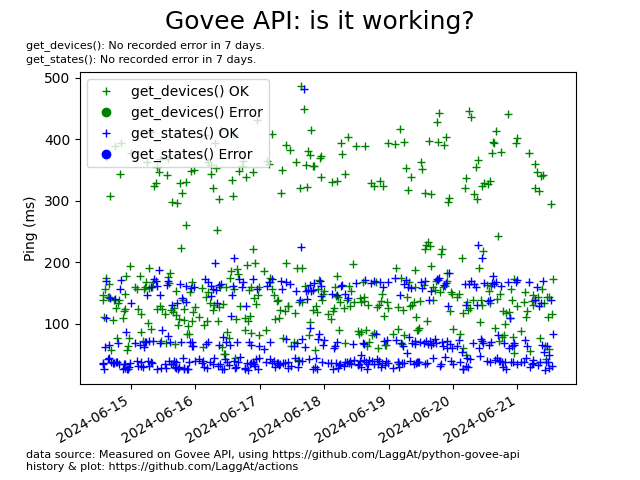 Govee API: is it working?
get_devices(): No recorded error in 7 days.
get_states(): No recorded error in 7 days.
get_devices() OK
get_devices() Error
get_states() OK
get_states() Error
Ping (ms)
500
400
300
200
100
2024-06-15
2024-06-16
2024-06-17
2024-06-18
2024-06-19
2024-06-20
2024-06-21
data source: Measured on Govee API, using https://github.com/LaggAt/python-govee-api
history & plot: https://github.com/LaggAt/actions